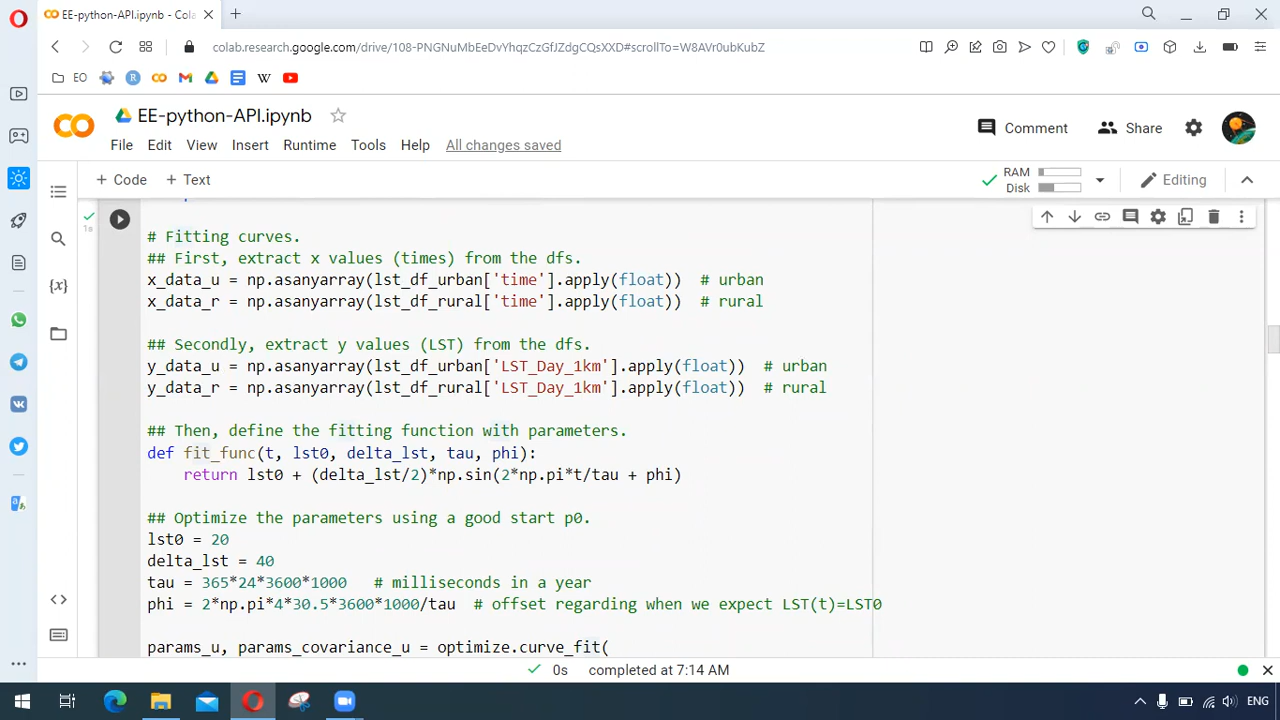 EE-python-API.ipynb - Cola
colab.research.google.com/drive/108-PNGNuMbEeDvYhqzCzGfJZdgCQsXXD#scrollTo=W8AVr0ubKubZ
EO
EE-python-API.ipynb
Comment
Share
File Edit View Insert Runtime Tools Help All changes saved
+ Code + Text
RAM
Disk
Editing
1s
# Fitting curves.
## First, extract x values (times) from the dfs.
x_data_u = np.asanyarray(lst_df_urban['time'].apply(float)) # urban
x_data_r = np.asanyarray(lst_df_rural['time'].apply(float)) # rural
## Secondly, extract y values (LST) from the dfs.
y_data_u = np.asanyarray(lst_df_urban['LST_Day_1km'].apply(float)) # urban
y_data_r = np.asanyarray(lst_df_rural['LST_Day_1km'].apply(float)) # rural
## Then, define the fitting function with parameters.
def fit_func(t, lst0, delta_lst, tau, phi):
return lst0 + (delta_lst/2)*np.sin(2*np.pi*t/tau + phi)
## Optimize the parameters using a good start p0.
lst0 = 20
delta_lst = 40
tau = 365*24*3600*1000 # milliseconds in a year
phi = 2*np.pi*4*30.5*3600*1000/tau # offset regarding when we expect LST(t)=LST0
params_u, params_covariance_u = optimize.curve_fit(
0s completed at 7:14 AM
ENG